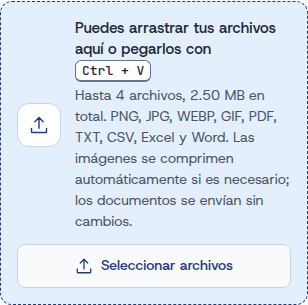 Puedes arrastrar tus archivos
aquí o pegarlos con
Ctrl + V
Hasta 4 archivos, 2.50 MB en
total. PNG, JPG, WEBP, GIF, PDF,
TXT, CSV, Excel y Word. Las
imágenes se comprimen
automáticamente si es necesario;
los documentos se envían sin
cambios.
Seleccionar archivos